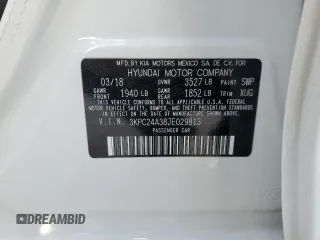 MFD BY KIA MOTORS MEXICO S.A DE C.V. FOR
HYUNDAI MOTOR COMPANY
03/18 GVWR 3527 LB PAINT SWP
GAWR FRONT 1940 LB GAWR REAR 1852 LB TRIM XUG
THIS VEHICLE CONFORMS TO ALL APPLICABLE
FEDERAL MOTOR VEHICLE SAFETY, BUMPER, AND
THEFT PREVENTION STANDARDS IN EFFECT ON THE
DATE OF MANUFACTURE SHOWN ABOVE.
V.I.N: 3KPC24A38JE029813
PASSENGER CAR
DREAMBID